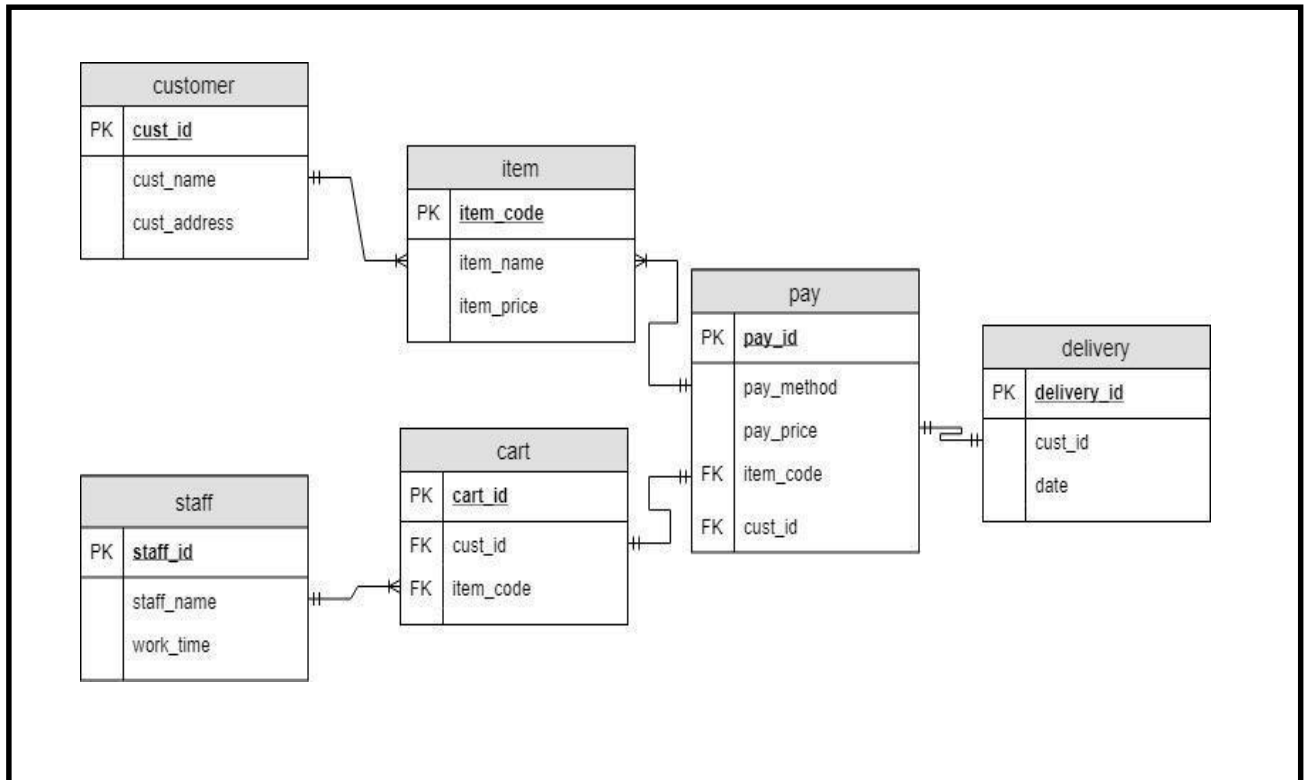 customer
PK cust_id
cust_name
cust_address
item
PK item_code
item_name
item_price
pay
PK pay_id
pay_method
pay_price
FK item_code
FK cust_id
delivery
PK delivery_id
cust_id
date
cart
PK cart_id
FK cust_id
FK item_code
staff
PK staff_id
staff_name
work_time